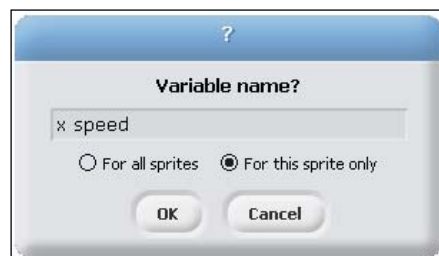 ?
Variable name?
x speed
For all sprites For this sprite only
OK Cancel